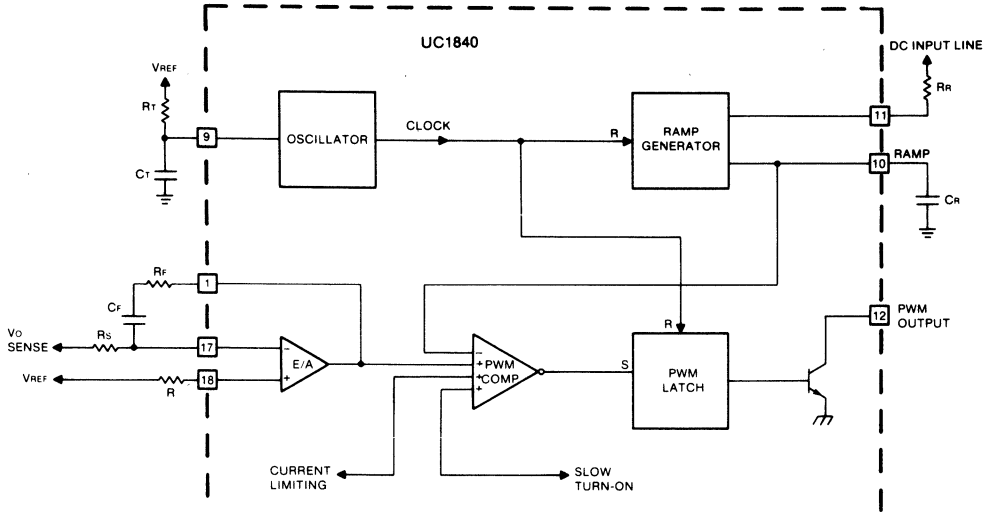 UC1840
DC INPUT LINE
VREF
RR
RT
9
OSCILLATOR
CLOCK
R
RAMP
GENERATOR
11
10
RAMP
CT
CR
RF
1
CF
R
12
PWM
OUTPUT
VO
SENSE
RS
17
−
E/A
+
VREF
R
18
−
+
PWM
+
COMP
+
S
PWM
LATCH
CURRENT
LIMITING
SLOW
TURN-ON